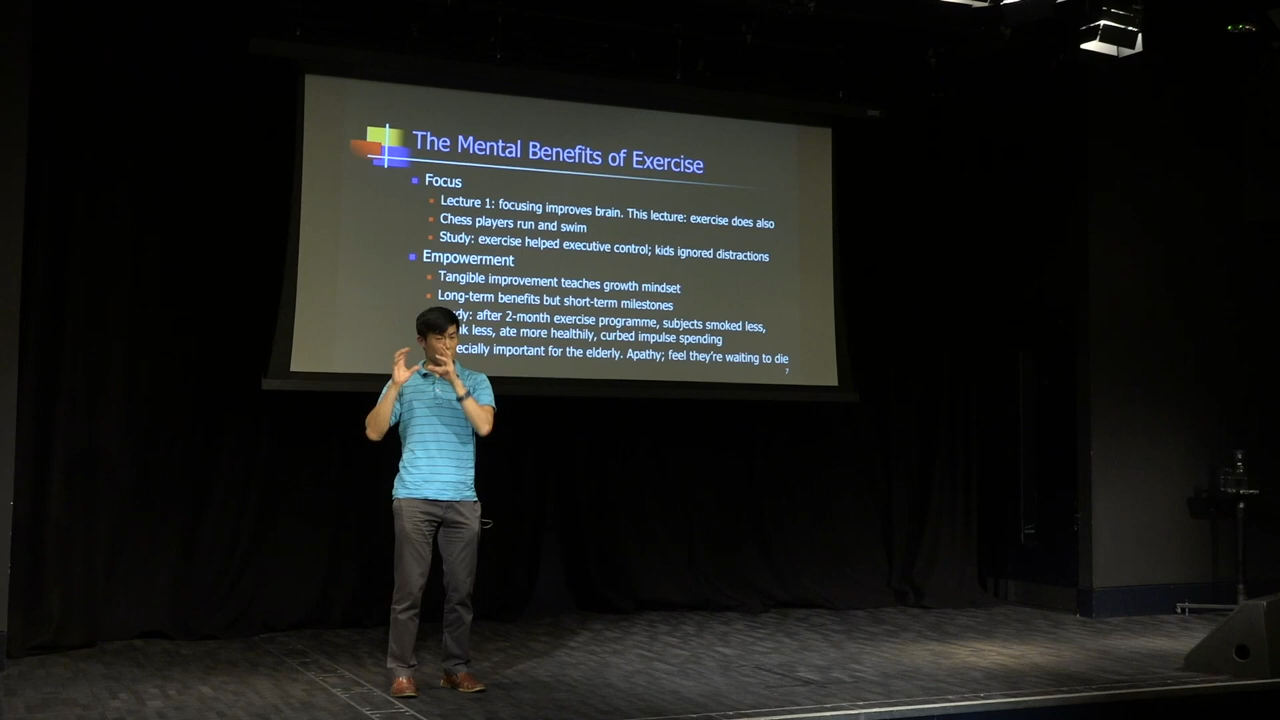 The Mental Benefits of Exercise
Focus
Lecture 1: focusing improves brain. This lecture: exercise does also
Chess players run and swim
Study: exercise helped executive control; kids ignored distractions
Empowerment
Tangible improvement teaches growth mindset
Long-term benefits but short-term milestones
dy: after 2-month exercise programme, subjects smoked less,
k less, ate more healthily, curbed impulse spending
ecially important for the elderly. Apathy; feel they're waiting to die
7